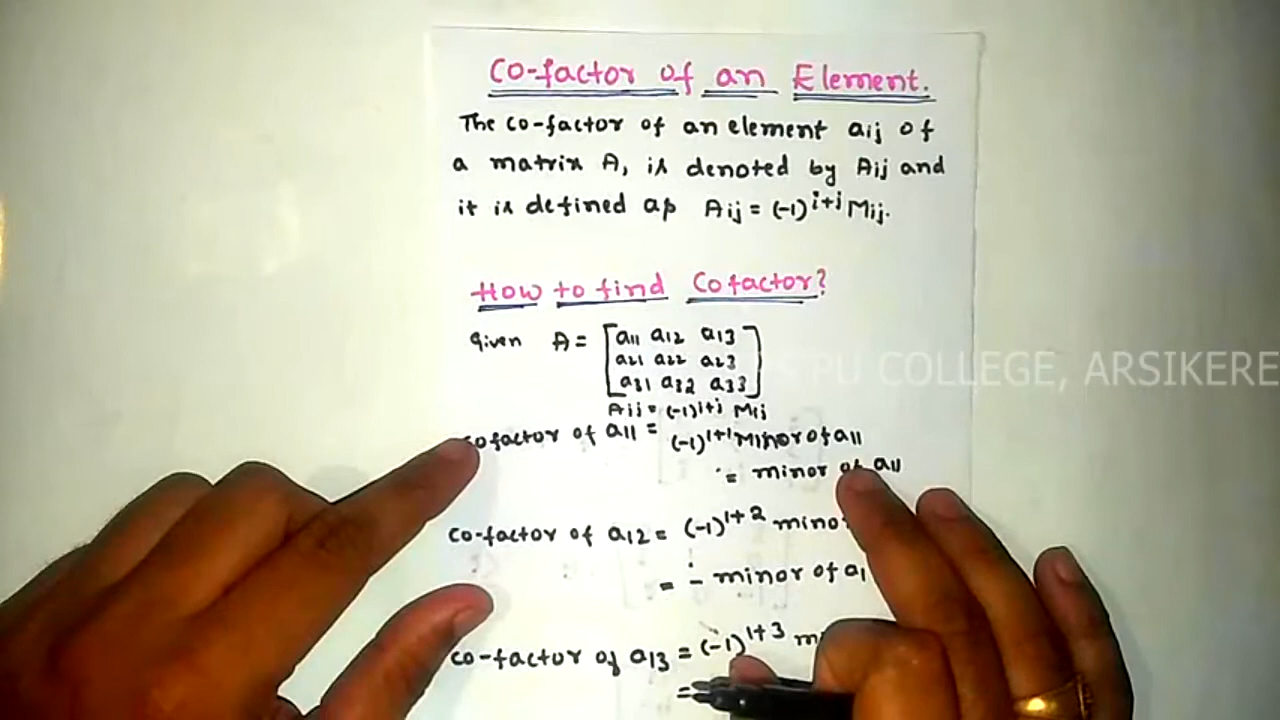 Co-factor of an Element.
The co-factor of an element aij of
a matrix A, is denoted by Aij and
it is defined as Aij = (-1)^i+j Mij.
How to find Cofactor?
Given A = [a11 a12 a13
a21 a22 a23
a31 a32 a33]
PU COLLEGE, ARSIKERE
Aij = (-1)^i+j Mij
cofactor of a11 = (-1)^1+1 Minor of a11
= minor of a11
co-factor of a12 = (-1)^1+2 mino
= - minor of a1
co-factor of a13 = (-1)^1+3 m
=